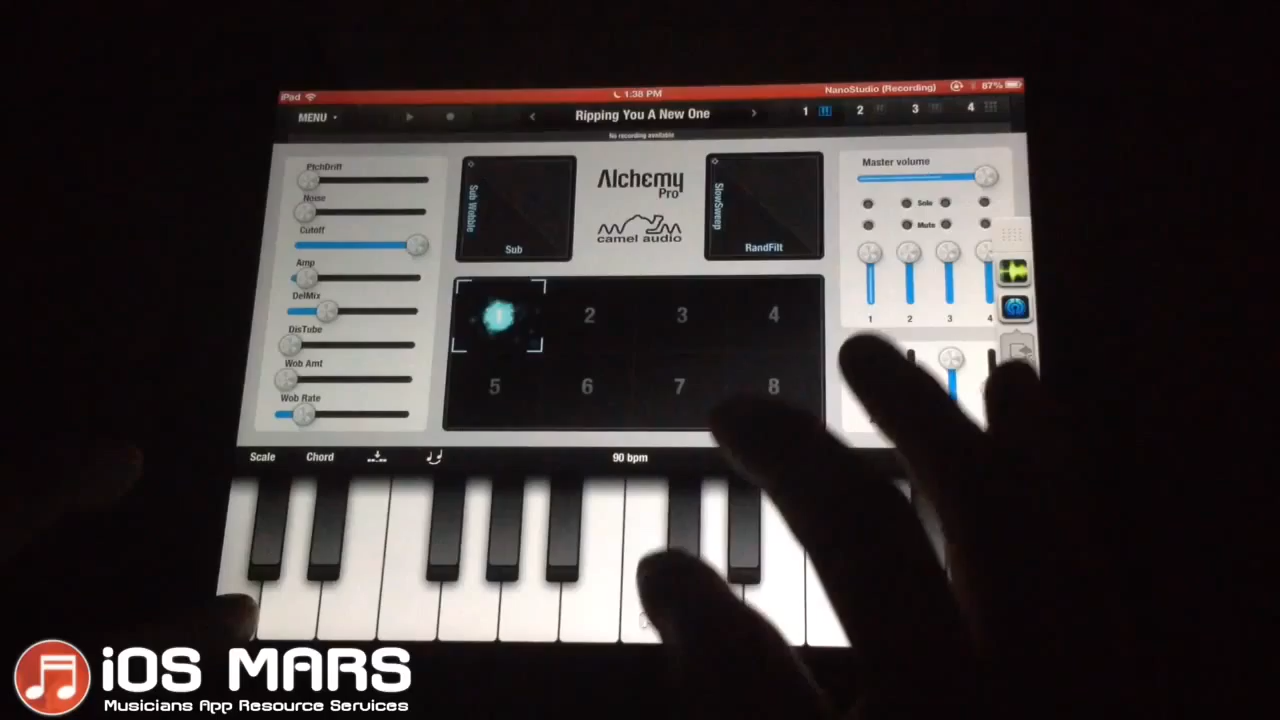 iPad
1:38 PM
NanoStudio (Recording)
87%
MENU
Ripping You A New One
1
2
3
4
No recording available
PitchDrift
Noise
Cutoff
Amp
DelMix
DisTube
Wob Amt
Wob Rate
Sub Wobble
Sub
Alchemy
Pro
camel audio
SlowSweep
RandFilt
Master volume
Solo
Mute
1
2
3
4
1
2
3
4
5
6
7
8
Scale
Chord
90 bpm
iOS MARS
Musicians App Resource Services